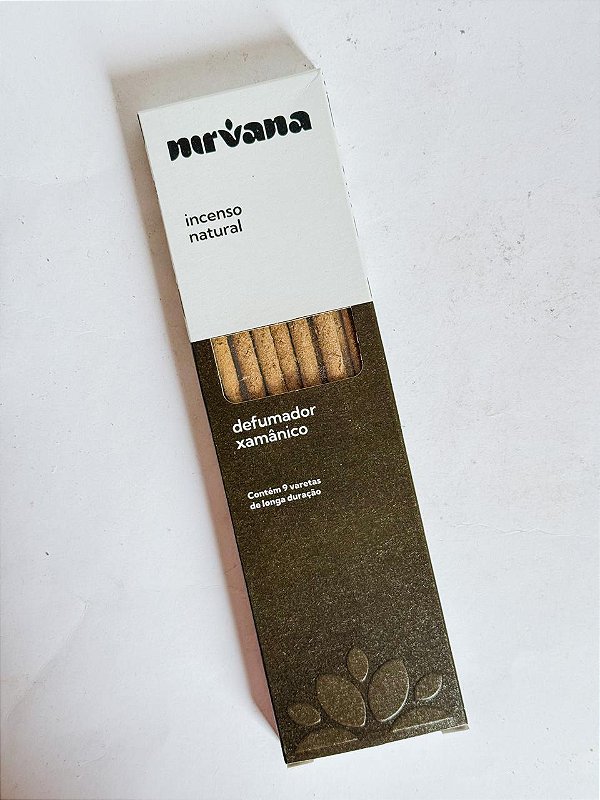 nirvana
incenso
natural
defumador
xamânico
Contém 9 varetas
de longa duração